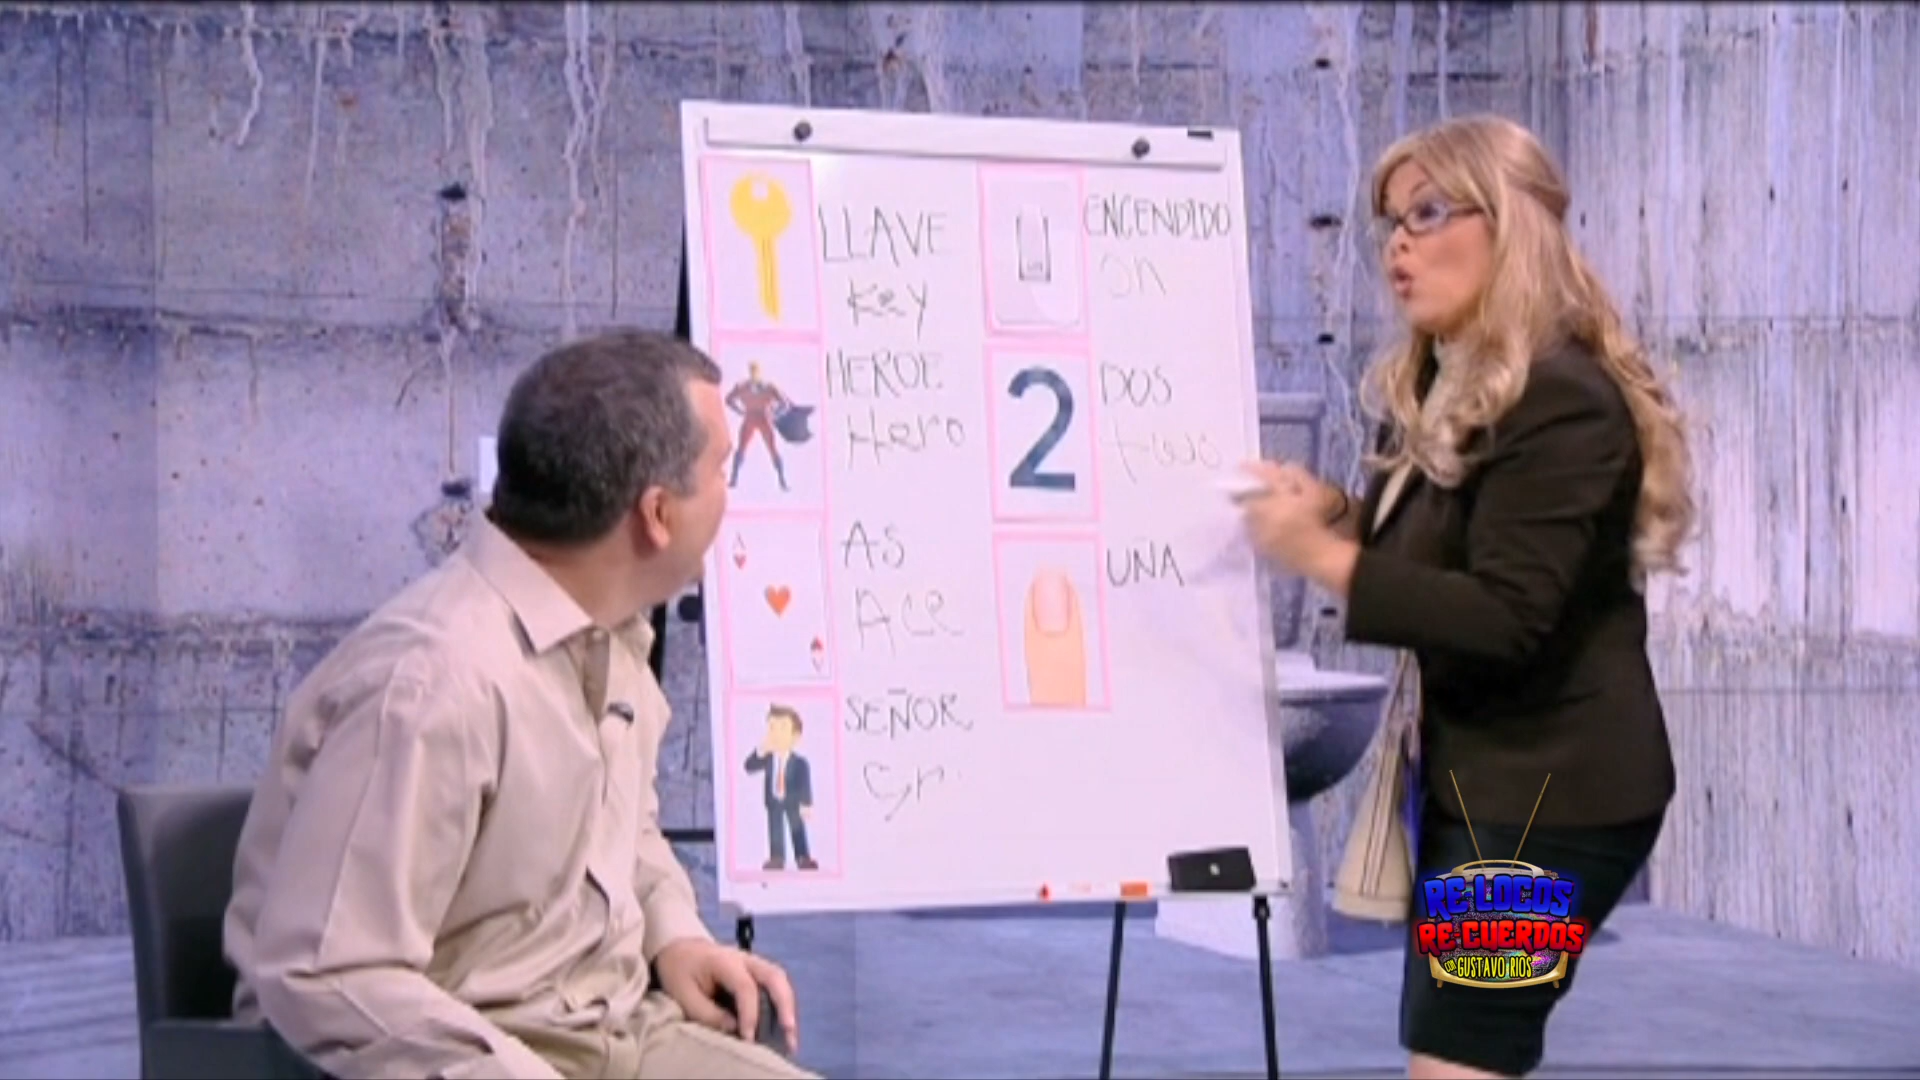 LLAVE
Key
HEROE
Hero
AS
Ace
SEÑOR
Sr.
ENCENDIDO
On
2
DOS
two
UÑA
RE-LOCOS
RE-CUERDOS
CON GUSTAVO RIOS